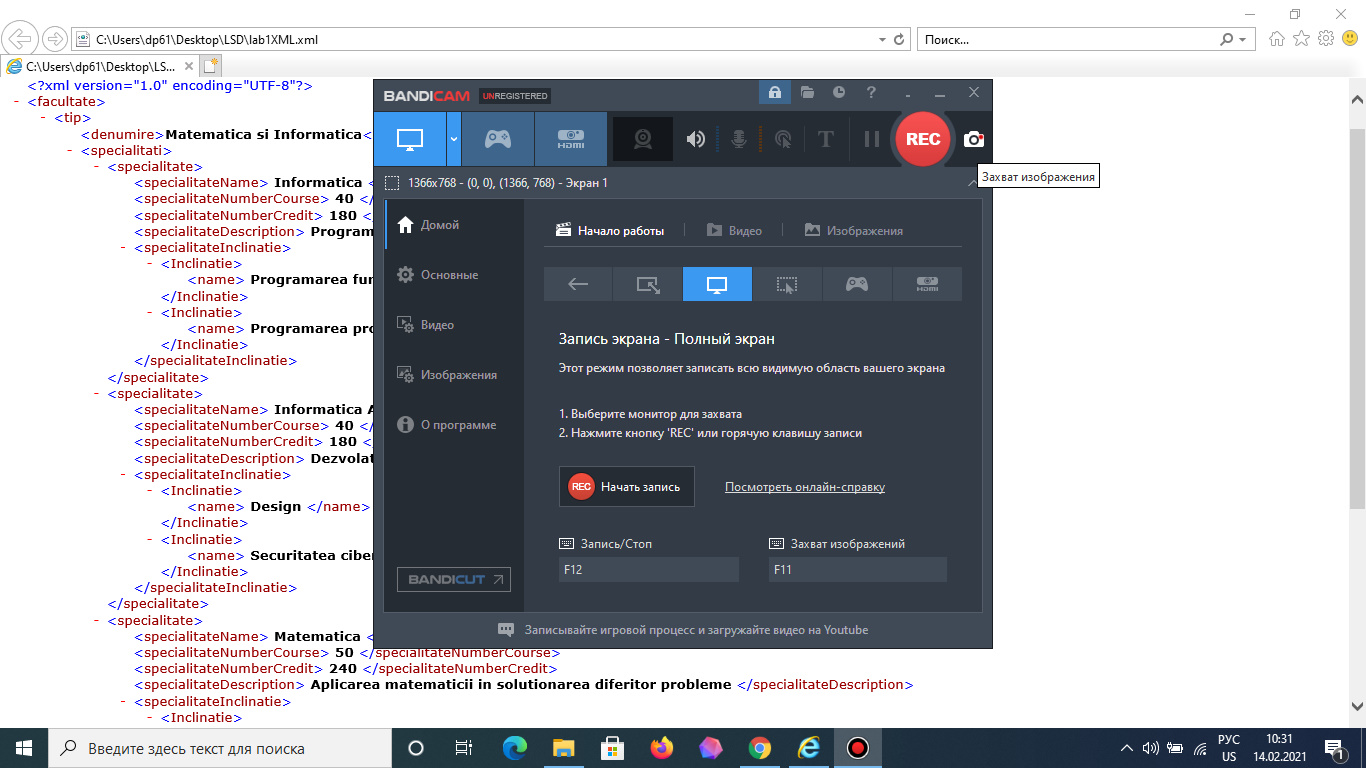 C:\Users\dp61\Desktop\LSD\lab1XML.xml
Поиск...
C:\Users\dp61\Desktop\LS...
<?xml version="1.0" encoding="UTF-8"?>
- <facultate>
- <tip>
<denumire>Matematica si Informatica<
- <specialitati>
- <specialitate>
<specialitateName> Informatica <
<specialitateNumberCourse> 40 </
<specialitateNumberCredit> 180 </
<specialitateDescription> Program
- <specialitateInclinatie>
- <Inclinatie>
<name> Programarea fun
</Inclinatie>
- <Inclinatie>
<name> Programarea pro
</Inclinatie>
</specialitateInclinatie>
</specialitate>
- <specialitate>
<specialitateName> Informatica A
<specialitateNumberCourse> 40 </
<specialitateNumberCredit> 180 </
<specialitateDescription> Dezvolat
- <specialitateInclinatie>
- <Inclinatie>
<name> Design </name>
</Inclinatie>
- <Inclinatie>
<name> Securitatea ciber
</Inclinatie>
</specialitateInclinatie>
</specialitate>
- <specialitate>
<specialitateName> Matematica <
<specialitateNumberCourse> 50 </specialitateNumberCourse>
<specialitateNumberCredit> 240 </specialitateNumberCredit>
<specialitateDescription> Aplicarea matematicii in solutionarea diferitor probleme </specialitateDescription>
- <specialitateInclinatie>
- <Inclinatie>
BANDICAM UNREGISTERED
HDMI
T
REC
Захват изображения
1366x768 - (0, 0), (1366, 768) - Экран 1
Домой
Основные
Видео
Изображения
О программе
BANDICUT
Начало работы
Видео
Изображения
HDMI
Запись экрана - Полный экран
Этот режим позволяет записать всю видимую область вашего экрана
1. Выберите монитор для захвата
2. Нажмите кнопку 'REC' или горячую клавишу записи
REC Начать запись
Посмотреть онлайн-справку
Запись/Стоп
F12
Захват изображений
F11
Записывайте игровой процесс и загружайте видео на Youtube
Введите здесь текст для поиска
РУС
US
10:31
14.02.2021
1